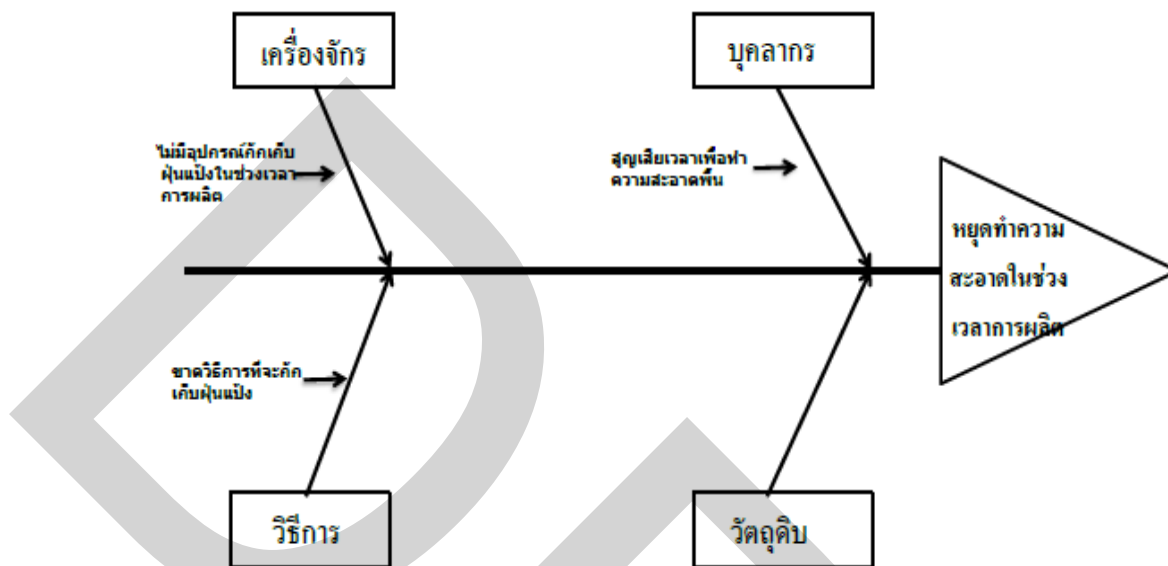 เครื่องจักร
บุคลากร
ไม่มีอุปกรณ์กักเก็บ
ฝุ่นแป้งในช่วงเวลา
การผลิต
สูญเสียเวลาเพื่อทำ
ความสะอาดพื้น
หยุดทำความ
สะอาดในช่วง
เวลาการผลิต
ขาดวิธีการที่จะกัก
เก็บฝุ่นแป้ง
วิธีการ
วัตถุดิบ